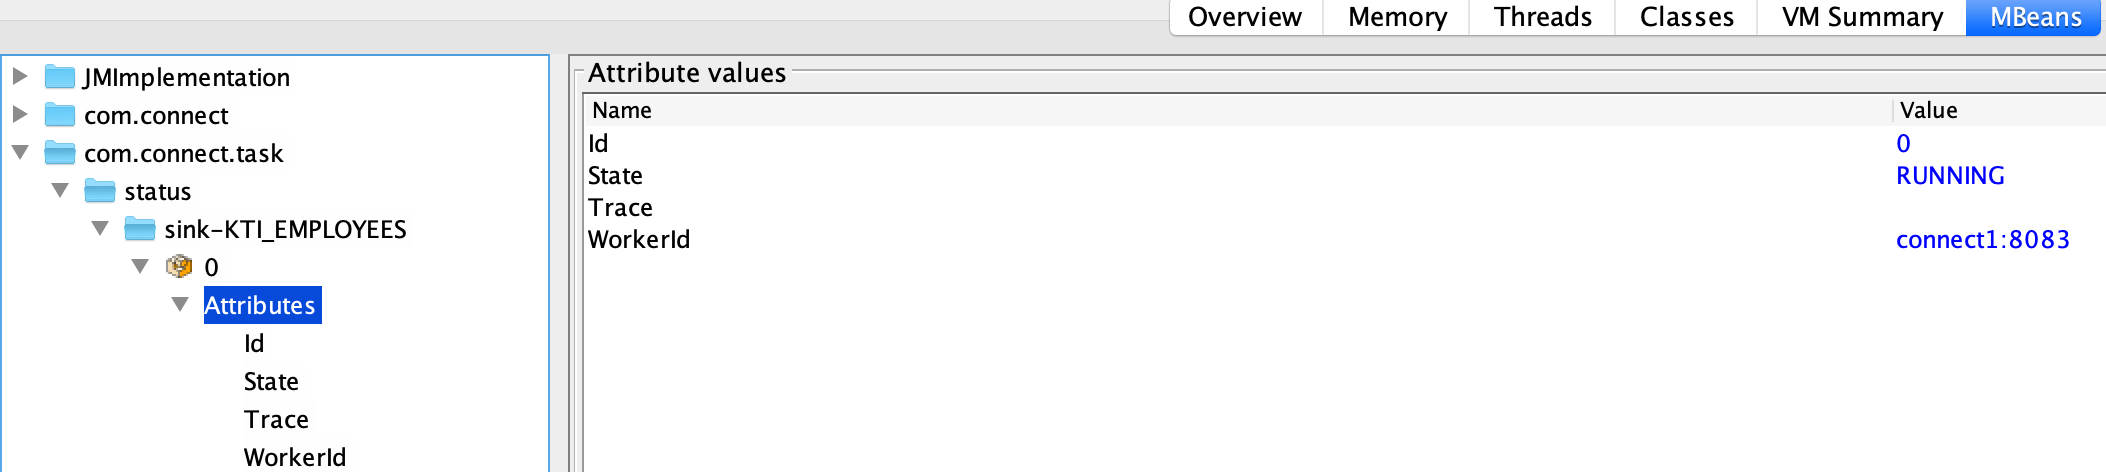 Overview Memory Threads Classes VM Summary MBeans
JMImplementation
com.connect
com.connect.task
status
sink-KTI_EMPLOYEES
0
Attributes
Id
State
Trace
WorkerId
Attribute values
Name Value
Id 0
State RUNNING
Trace
WorkerId connect1:8083